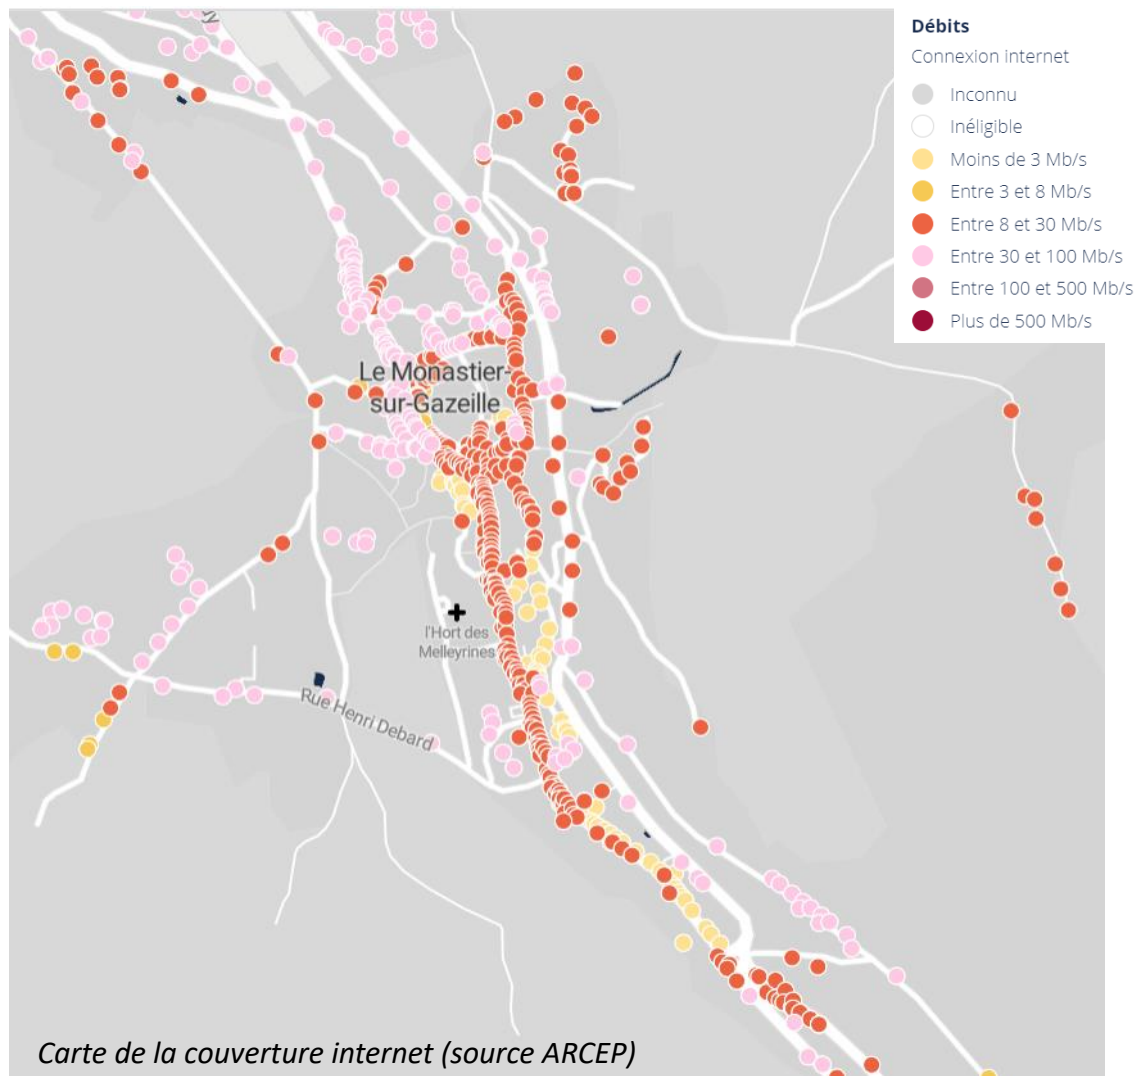 Débits
Connexion internet
Inconnu
Inéligible
Moins de 3 Mb/s
Entre 3 et 8 Mb/s
Entre 8 et 30 Mb/s
Entre 30 et 100 Mb/s
Entre 100 et 500 Mb/s
Plus de 500 Mb/s
Le Monastier-
sur-Gazeille
l'Hort des
Melleyrines
Rue Henri Debard
Carte de la couverture internet (source ARCEP)